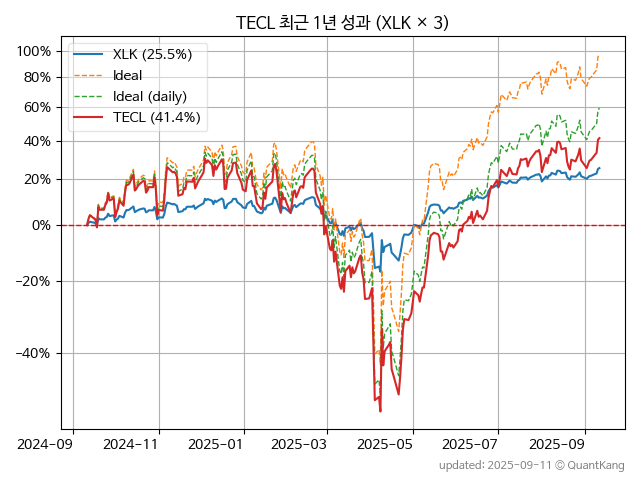 TECL 최근 1년 성과 (XLK × 3)
XLK (25.5%)
Ideal
Ideal (daily)
TECL (41.4%)
100%
80%
60%
40%
20%
0%
−20%
−40%
2024-09 2024-11 2025-01 2025-03 2025-05 2025-07 2025-09
updated: 2025-09-11 © QuantKang